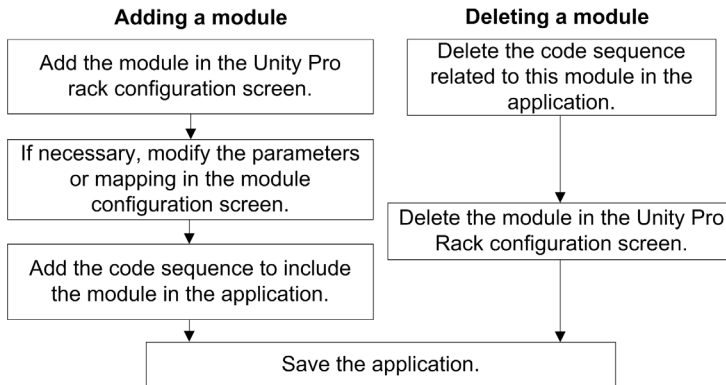 Adding a module
Add the module in the Unity Pro
rack configuration screen.
If necessary, modify the parameters
or mapping in the module
configuration screen.
Add the code sequence to include
the module in the application.
Deleting a module
Delete the code sequence
related to this module in the
application.
Delete the module in the Unity Pro
Rack configuration screen.
Save the application.